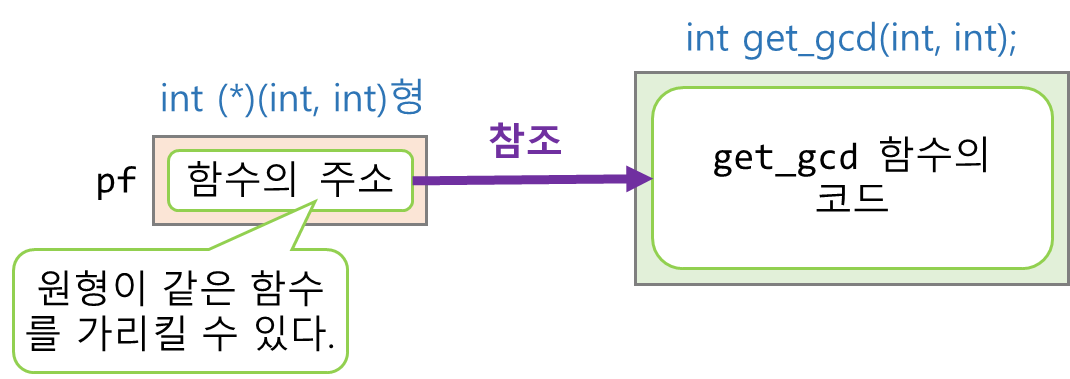 int get_gcd(int, int);
int (*)(int, int)형
참조
pf
함수의 주소
get_gcd 함수의
코드
원형이 같은 함수
를 가리킬 수 있다.